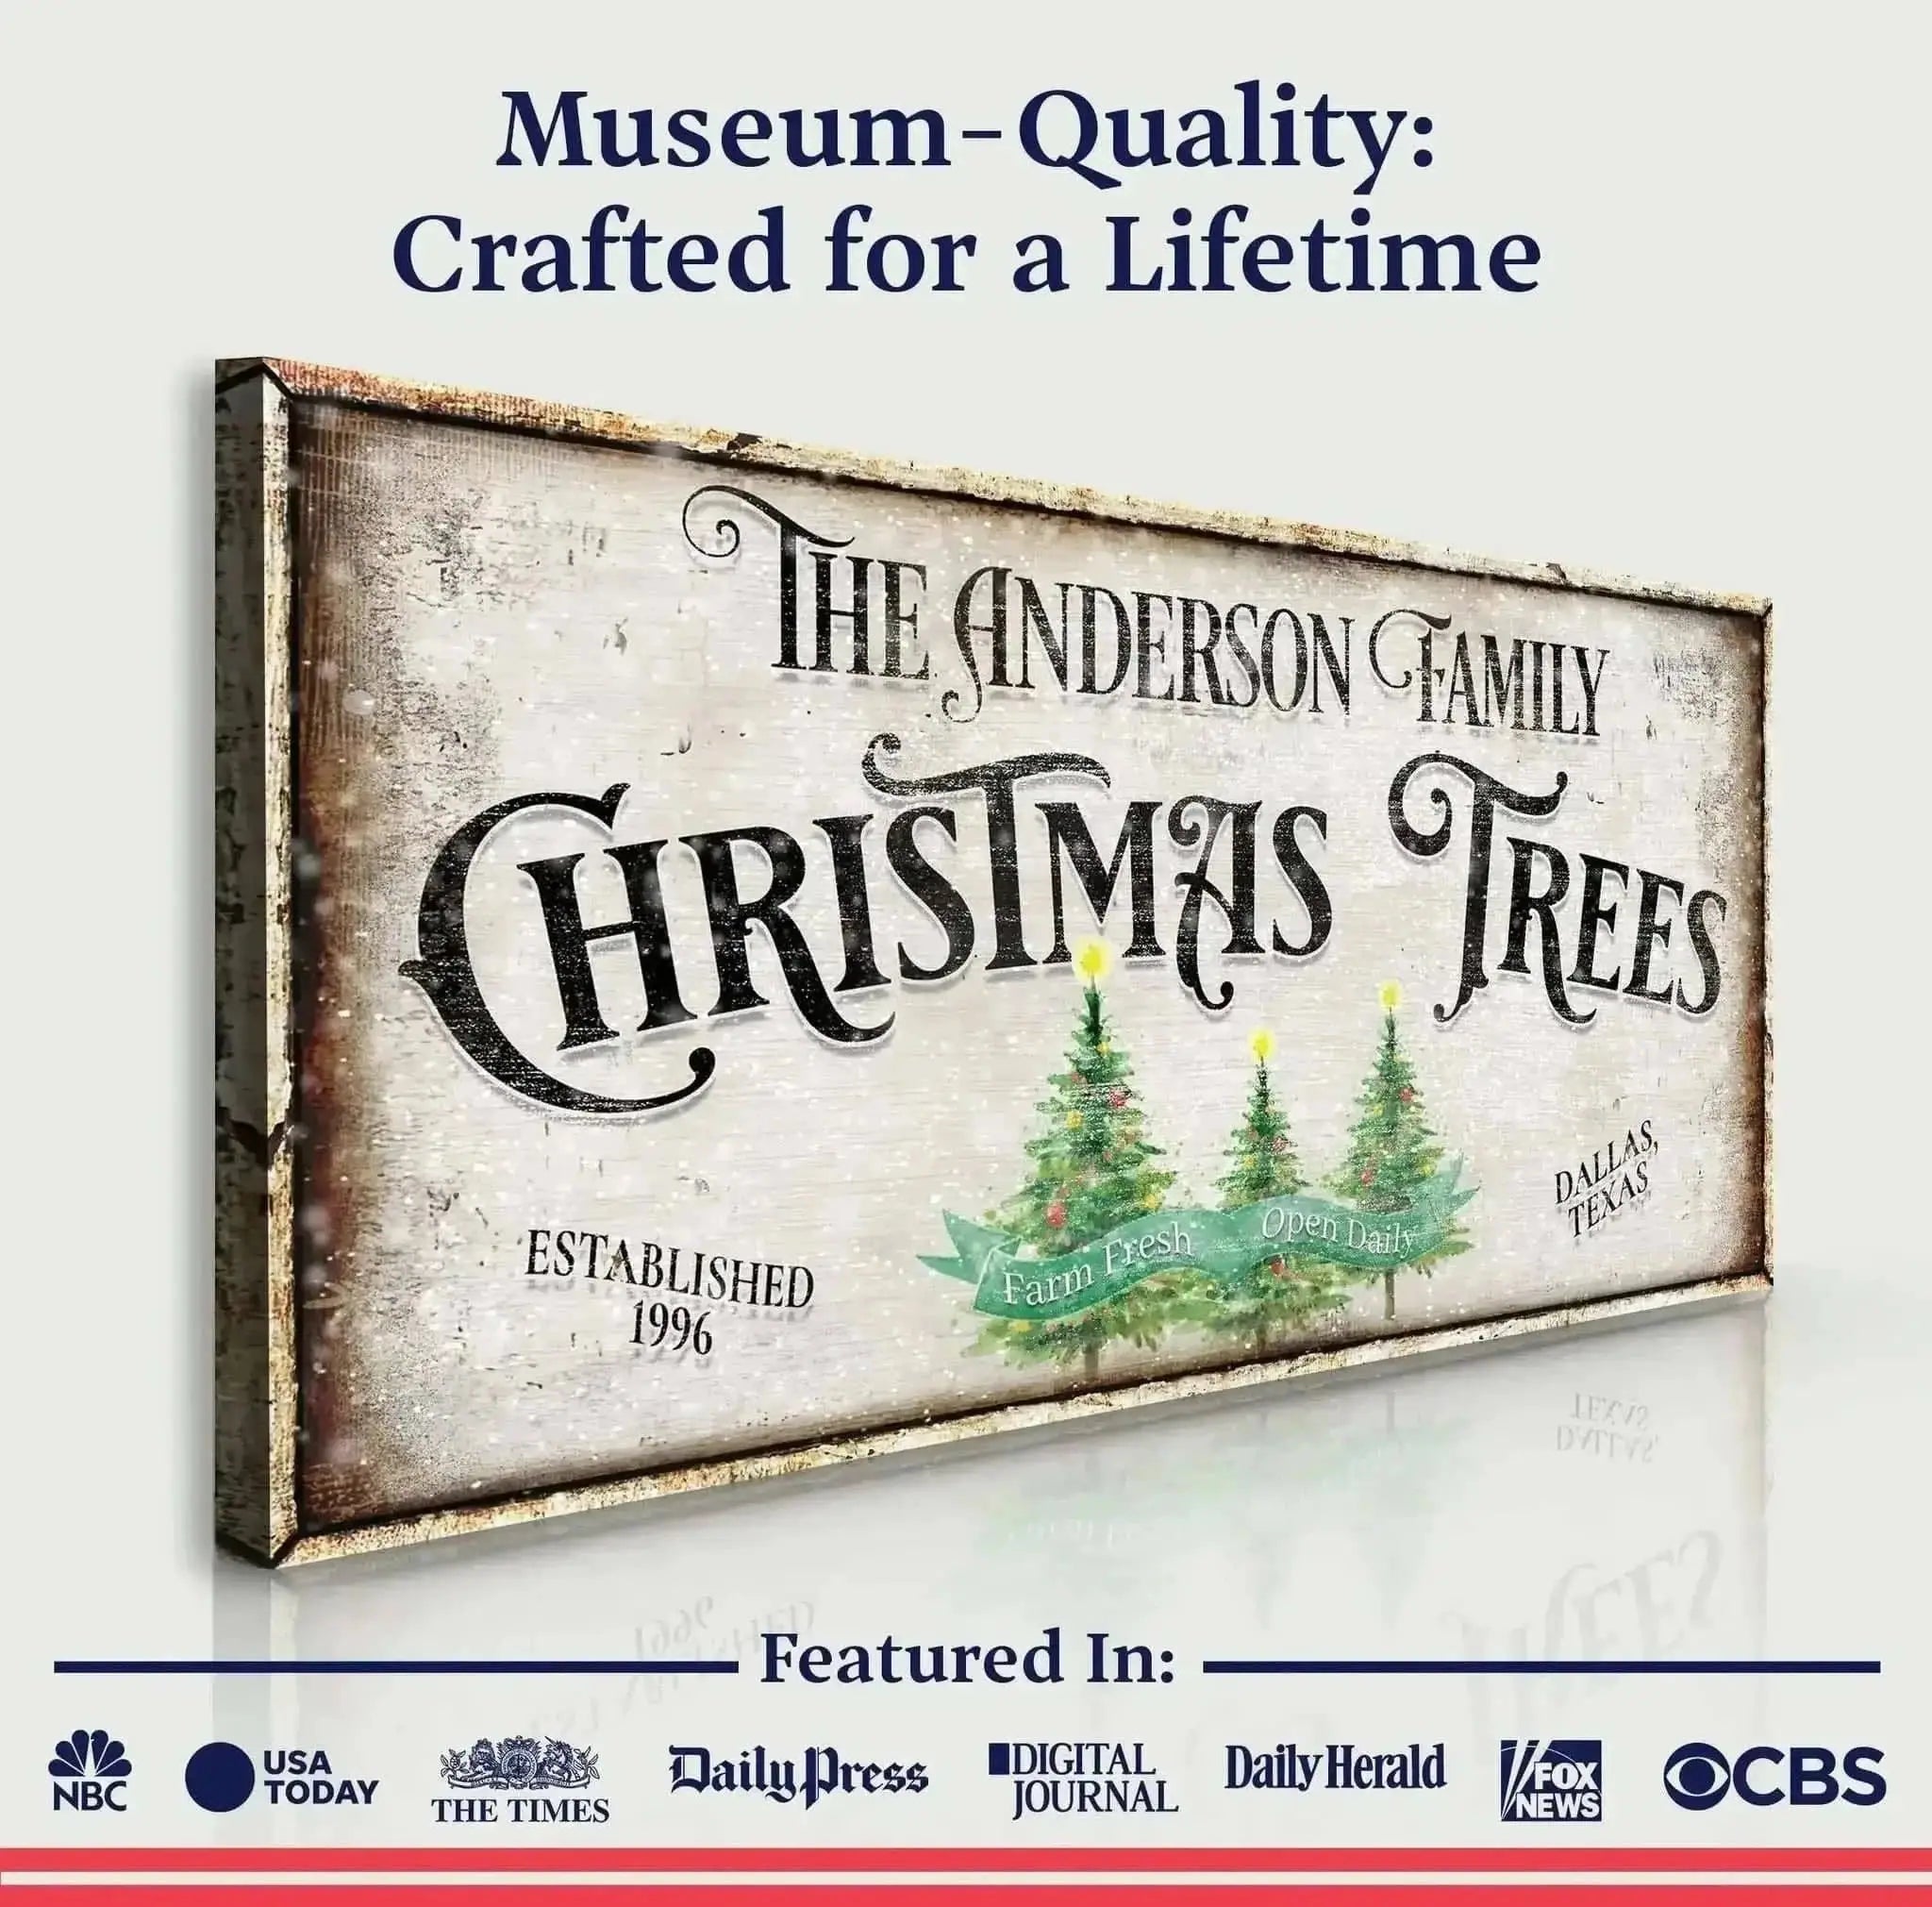 Museum-Quality:
Crafted for a Lifetime
THE ANDERSON FAMILY
CHRISTMAS TREES
ESTABLISHED
1996
Farm Fresh Open Daily
DALLAS,
TEXAS
Featured In:
NBC
USA
TODAY
THE TIMES
Daily Press
DIGITAL
JOURNAL
Daily Herald
FOX
NEWS
CBS